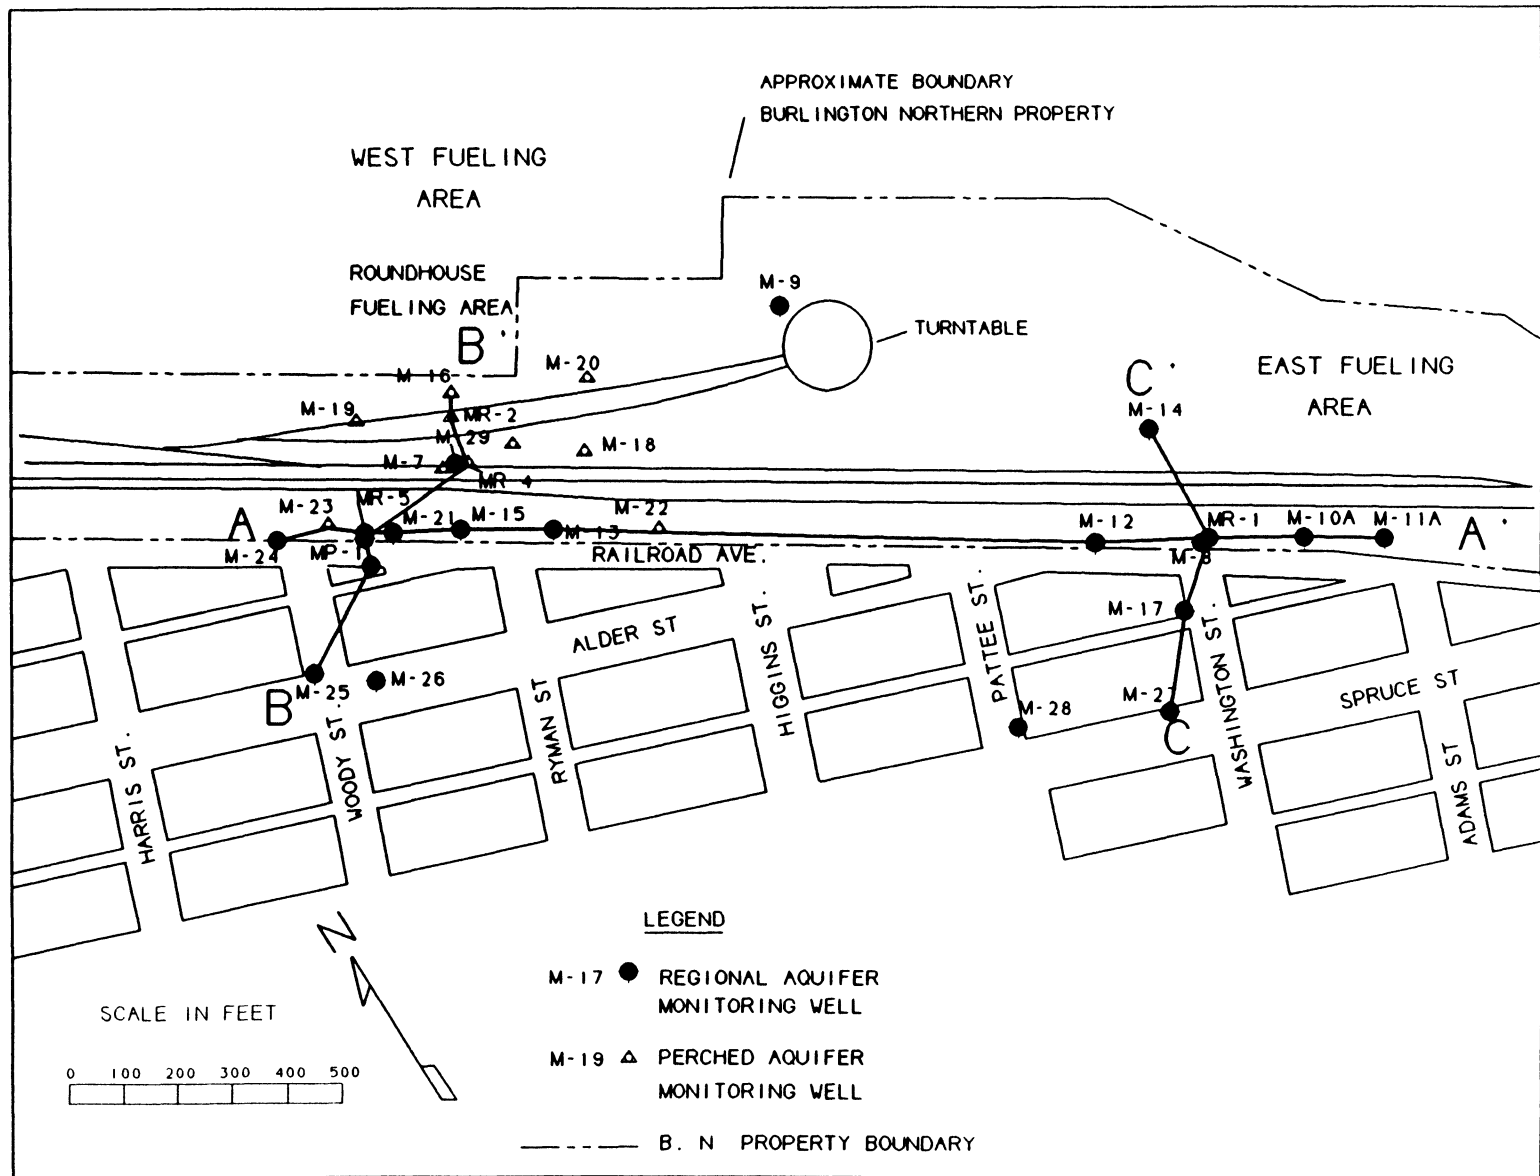 APPROXIMATE BOUNDARY
BURLINGTON NORTHERN PROPERTY
WEST FUELING
AREA
ROUNDHOUSE
FUELING AREA
M-9
TURNTABLE
B'
M-20
M-16
EAST FUELING
AREA
C'
M-14
M-19
MR-2
M-29
M-18
M-7
MR-4
MR-5
M-23
A
M-21
M-15
M-13
M-22
M-12
MR-1
M-10A
M-11A
A'
M-24
MP-1
RAILROAD AVE.
M-8
M-17
ALDER ST
HIGGINS ST.
PATTEE ST.
WASHINGTON ST.
SPRUCE ST
M-25
M-26
B
M-28
M-27
C
HARRIS ST.
WOODY ST.
RYMAN ST
ADAMS ST
N
SCALE IN FEET
0 100 200 300 400 500
LEGEND
M-17 REGIONAL AQUIFER
MONITORING WELL
M-19 PERCHED AQUIFER
MONITORING WELL
B. N PROPERTY BOUNDARY